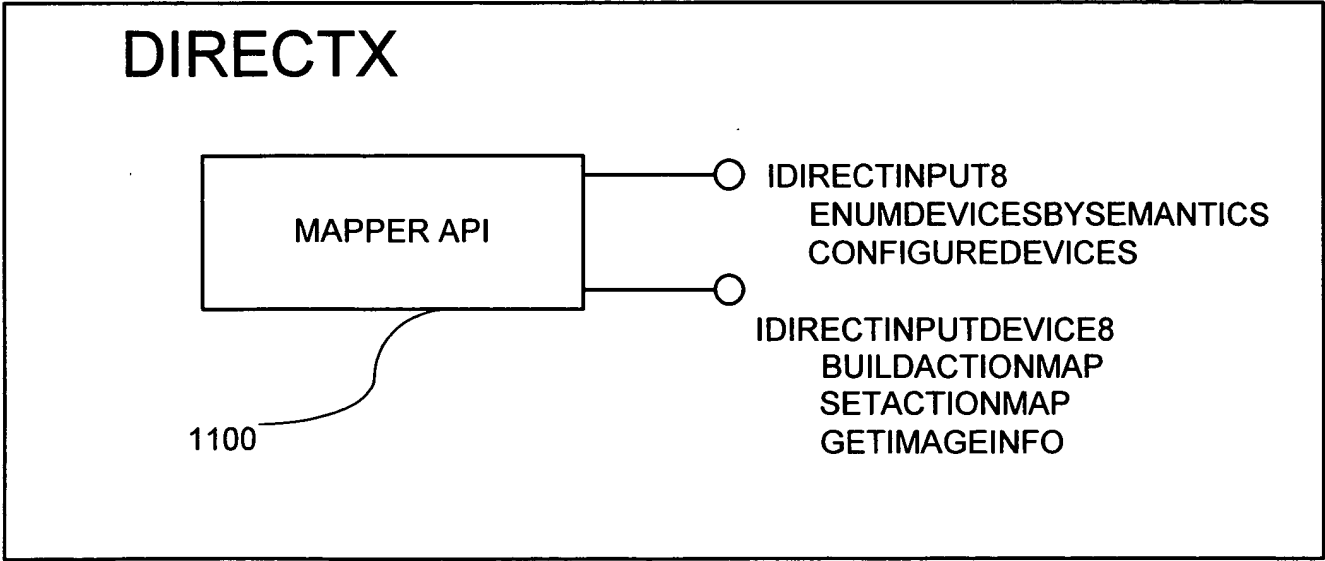 DIRECTX
MAPPER API
IDIRECTINPUT8
ENUMDEVICESBYSEMANTICS
CONFIGUREDEVICES
IDIRECTINPUTDEVICE8
BUILDACTIONMAP
SETACTIONMAP
GETIMAGEINFO
1100